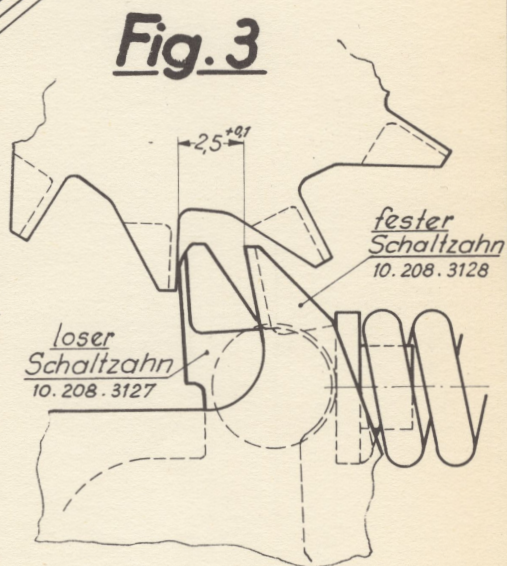 Fig. 3
2,5 +0,1
fester
Schaltzahn
10.208.3128
loser
Schaltzahn
10.208.3127